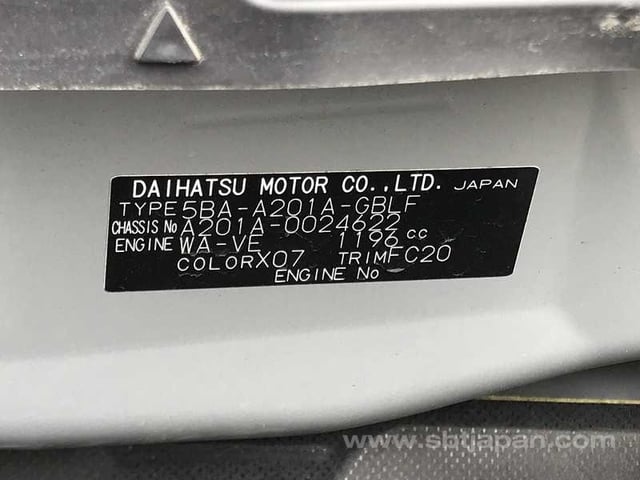 DAIHATSU MOTOR CO.,LTD. JAPAN
TYPE 5BA-A201A-GBLF
CHASSIS No A201A-0024622
ENGINE WA-VE 1196 cc
COLOR X07 TRIM FC20
ENGINE No
www.sbtjapan.com